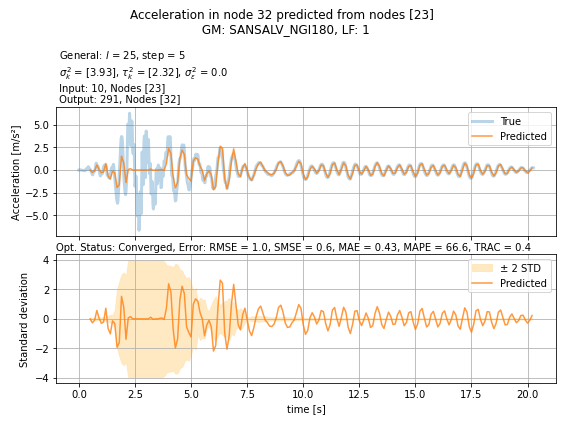 Acceleration in node 32 predicted from nodes [23]
GM: SANSALV_NGI180, LF: 1
General: l = 25, step = 5
σ²ₖ = [3.93], τ²ₖ = [2.32], σ²ε = 0.0
Input: 10, Nodes [23]
Output: 291, Nodes [32]
True
Predicted
5.0
2.5
0.0
−2.5
−5.0
Acceleration [m/s²]
Opt. Status: Converged, Error: RMSE = 1.0, SMSE = 0.6, MAE = 0.43, MAPE = 66.6, TRAC = 0.4
± 2 STD
Predicted
4
2
0
−2
−4
Standard deviation
0.0 2.5 5.0 7.5 10.0 12.5 15.0 17.5 20.0
time [s]